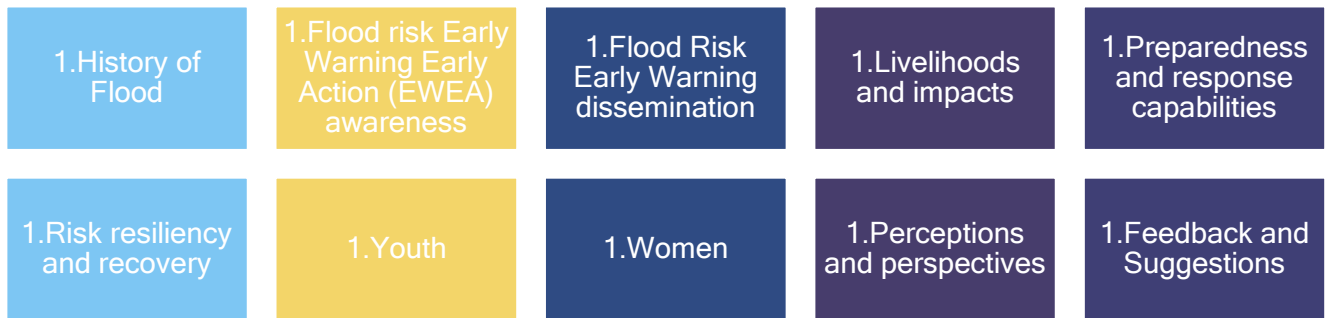 1.History of
Flood
1.Flood risk Early
Warning Early
Action (EWEA)
awareness
1.Flood Risk
Early Warning
dissemination
1.Livelihoods
and impacts
1.Preparedness
and response
capabilities
1.Risk resiliency
and recovery
1.Youth
1.Women
1.Perceptions
and perspectives
1.Feedback and
Suggestions